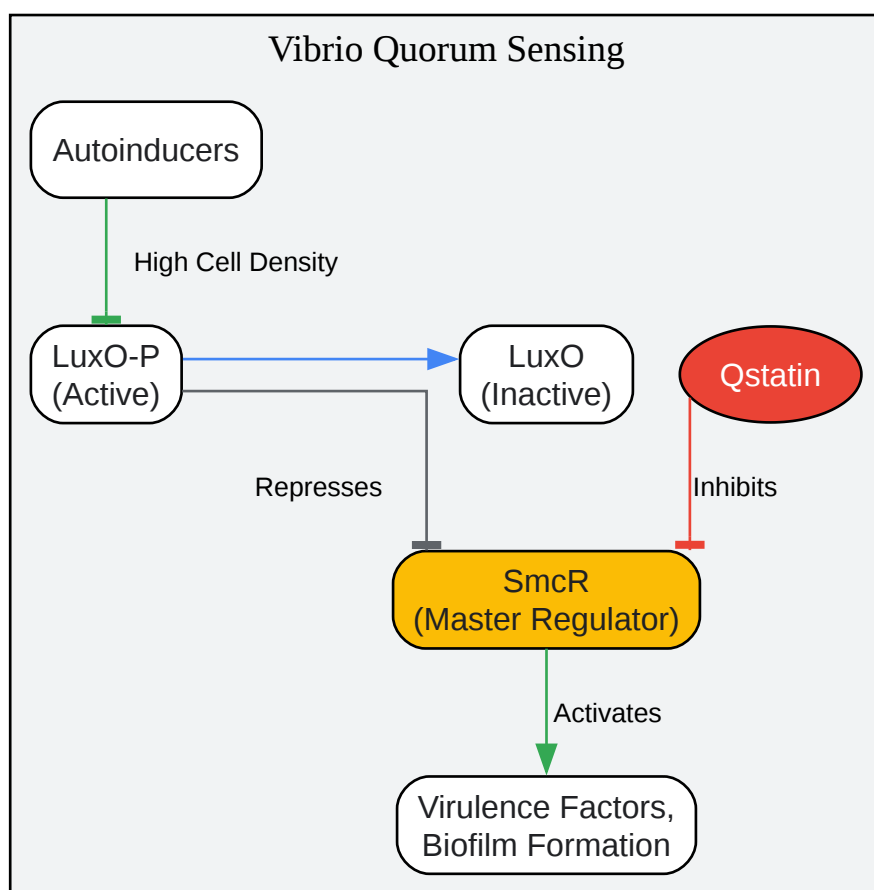 Vibrio Quorum Sensing
Autoinducers
High Cell Density
LuxO-P
(Active)
LuxO
(Inactive)
Qstatin
Represses
Inhibits
SmcR
(Master Regulator)
Activates
Virulence Factors,
Biofilm Formation